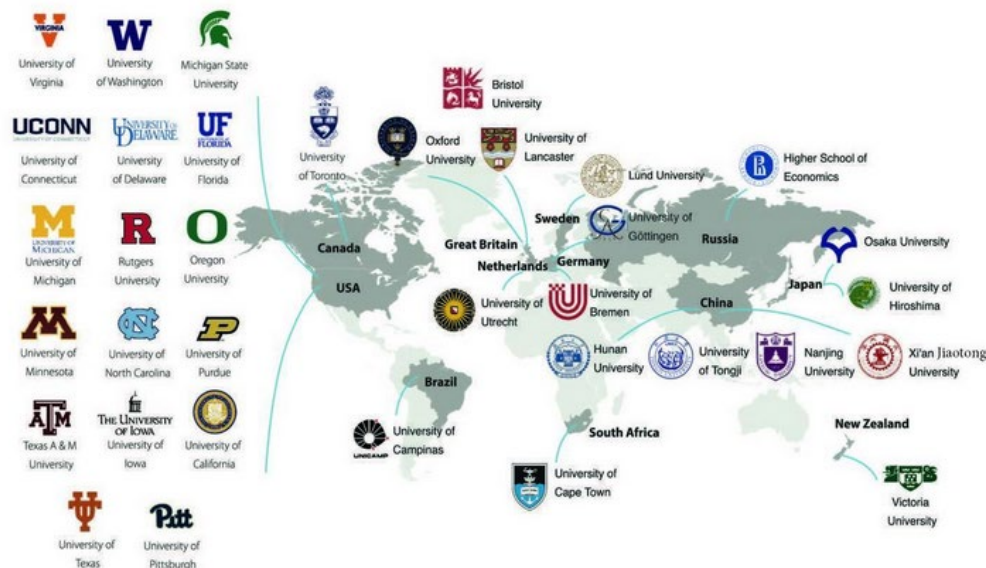 VIRGINIA
University of
Virginia
W
University
of Washington
Michigan State
University
UCONN
UNIVERSITY OF CONNECTICUT
University of
Connecticut
UNIVERSITY OF
DELAWARE
University
of Delaware
UF
UNIVERSITY of
FLORIDA
University of
Florida
M
UNIVERSITY OF
MICHIGAN
University of
Michigan
R
Rutgers
University
O
Oregon
University
M
University of
Minnesota
NC
University of
North Carolina
P
University of
Purdue
ATM
Texas A & M
University
THE UNIVERSITY
OF IOWA
University of
Iowa
University of
California
UT
University of
Texas
Pitt
University of
Pittsburgh
University
of Toronto
Oxford
University
Bristol
University
University of
Lancaster
Lund University
Higher School of
Economics
Sweden
University of
Göttingen
Canada
Great Britain
Netherlands
Germany
Russia
Osaka University
USA
University of
Utrecht
University of
Bremen
China
Japan
University of
Hiroshima
Hunan
University
University
of Tongji
Nanjing
University
Xi'an Jiaotong
University
Brazil
UNICAMP
University of
Campinas
South Africa
University of
Cape Town
New Zealand
Victoria
University